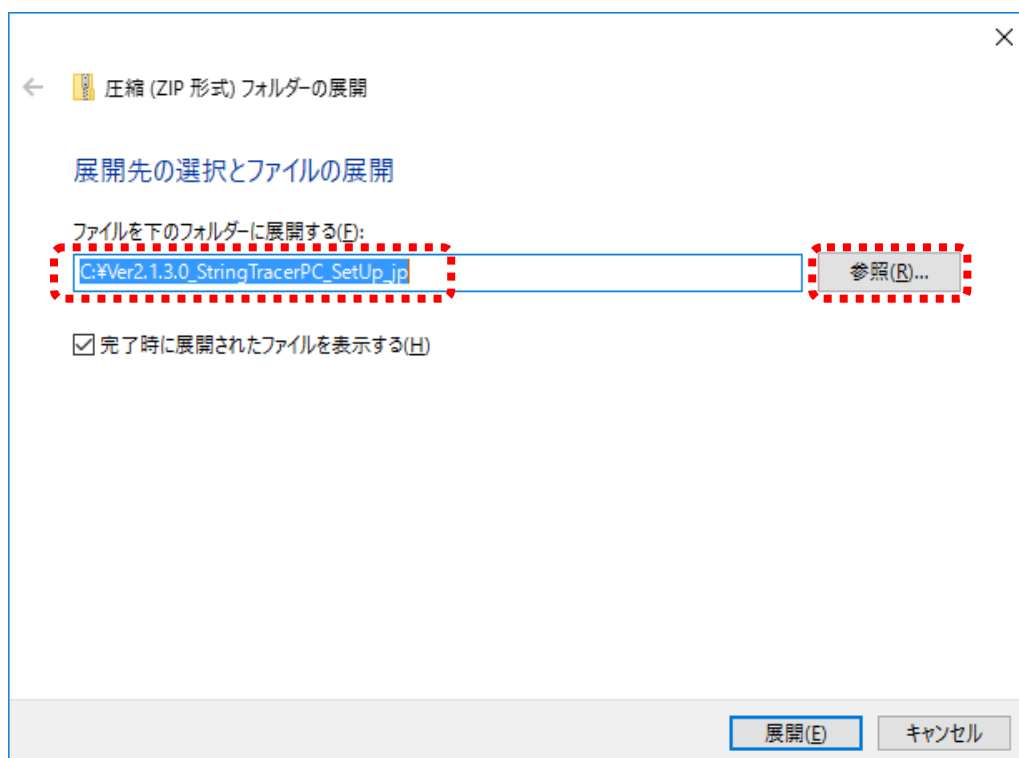 圧縮 (ZIP 形式) フォルダーの展開
展開先の選択とファイルの展開
ファイルを下のフォルダーに展開する(F):
C:¥Ver2.1.3.0_StringTracerPC_SetUp_jp
参照(R)...
完了時に展開されたファイルを表示する(H)
展開(E)
キャンセル